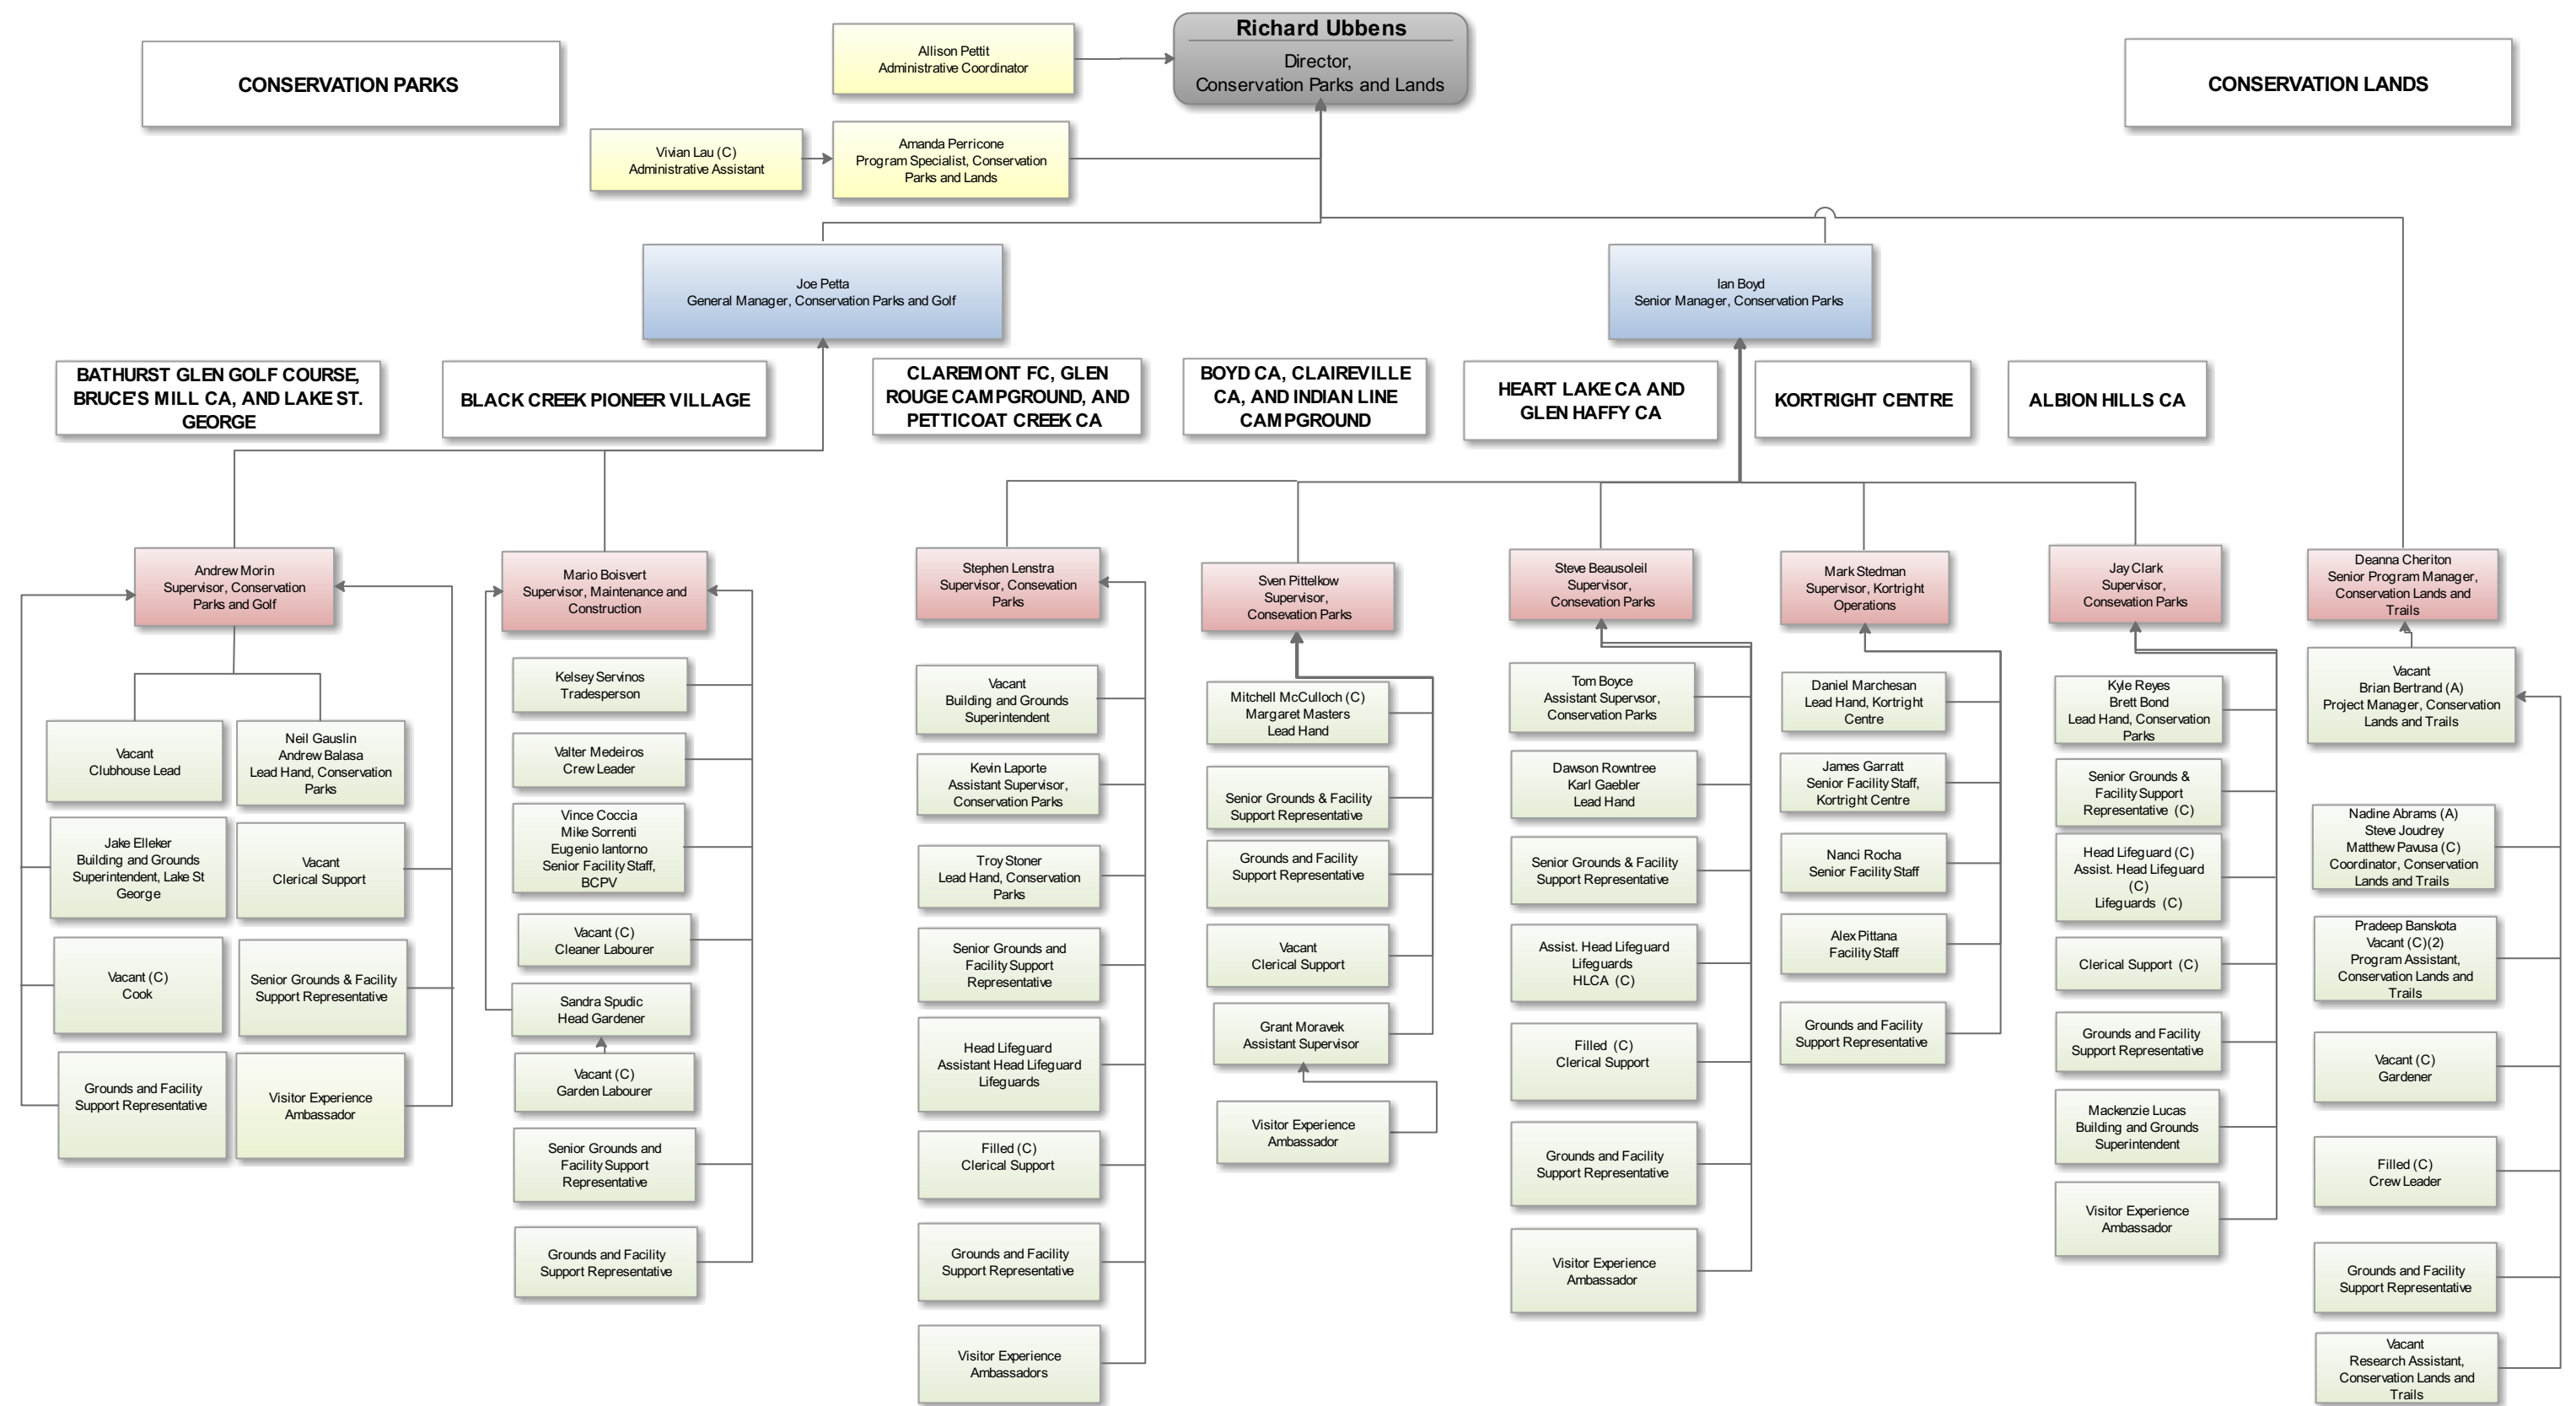 Richard Ubbens
Director,
Conservation Parks and Lands
Allison Pettit
Administrative Coordinator
CONSERVATION PARKS
CONSERVATION LANDS
Vivian Lau (C)
Administrative Assistant
Amanda Perricone
Program Specialist, Conservation
Parks and Lands
Joe Petta
General Manager, Conservation Parks and Golf
Ian Boyd
Senior Manager, Conservation Parks
BATHURST GLEN GOLF COURSE,
BRUCE'S MILL CA, AND LAKE ST.
GEORGE
BLACK CREEK PIONEER VILLAGE
CLAREMONT FC, GLEN
ROUGE CAMPGROUND, AND
PETTICOAT CREEK CA
BOYD CA, CLAIREVILLE
CA, AND INDIAN LINE
CAMPGROUND
HEART LAKE CA AND
GLEN HAFFY CA
KORTRIGHT CENTRE
ALBION HILLS CA
Andrew Morin
Supervisor, Conservation
Parks and Golf
Vacant
Clubhouse Lead
Neil Gauslin
Andrew Balasa
Lead Hand, Conservation
Parks
Jake Elleker
Building and Grounds
Superintendent, Lake St
George
Vacant
Clerical Support
Vacant (C)
Cook
Senior Grounds & Facility
Support Representative
Grounds and Facility
Support Representative
Visitor Experience
Ambassador
Mario Boisvert
Supervisor, Maintenance and
Construction
Kelsey Servinos
Tradesperson
Valter Medeiros
Crew Leader
Vince Coccia
Mike Sorrenti
Eugenio Iantorno
Senior Facility Staff,
BCPV
Vacant (C)
Cleaner Labourer
Sandra Spudic
Head Gardener
Vacant (C)
Garden Labourer
Senior Grounds and
Facility Support
Representative
Grounds and Facility
Support Representative
Stephen Lenstra
Supervisor, Consevation
Parks
Vacant
Building and Grounds
Superintendent
Kevin Laporte
Assistant Supervisor,
Conservation Parks
Troy Stoner
Lead Hand, Conservation
Parks
Senior Grounds and
Facility Support
Representative
Head Lifeguard
Assistant Head Lifeguard
Lifeguards
Filled (C)
Clerical Support
Grounds and Facility
Support Representative
Visitor Experience
Ambassadors
Sven Pittelkow
Supervisor,
Consevation Parks
Mitchell McCulloch (C)
Margaret Masters
Lead Hand
Senior Grounds & Facility
Support Representative
Grounds and Facility
Support Representative
Vacant
Clerical Support
Grant Moravek
Assistant Supervisor
Visitor Experience
Ambassador
Steve Beausoleil
Supervisor,
Consevation Parks
Tom Boyce
Assistant Supervsor,
Conservation Parks
Dawson Rowntree
Karl Gaebler
Lead Hand
Senior Grounds & Facility
Support Representative
Assist. Head Lifeguard
Lifeguards
HLCA (C)
Filled (C)
Clerical Support
Grounds and Facility
Support Representative
Visitor Experience
Ambassador
Mark Stedman
Supervisor, Kortright
Operations
Daniel Marchesan
Lead Hand, Kortright
Centre
James Garratt
Senior Facility Staff,
Kortright Centre
Nanci Rocha
Senior Facility Staff
Alex Pittana
Facility Staff
Grounds and Facility
Support Representative
Jay Clark
Supervisor,
Consevation Parks
Kyle Reyes
Brett Bond
Lead Hand, Conservation
Parks
Senior Grounds &
Facility Support
Representative (C)
Head Lifeguard (C)
Assist. Head Lifeguard
(C)
Lifeguards (C)
Clerical Support (C)
Grounds and Facility
Support Representative
Mackenzie Lucas
Building and Grounds
Superintendent
Visitor Experience
Ambassador
Deanna Cheriton
Senior Program Manager,
Conservation Lands and
Trails
Vacant
Brian Bertrand (A)
Project Manager, Conservation
Lands and Trails
Nadine Abrams (A)
Steve Joudrey
Matthew Pavusa (C)
Coordinator, Conservation
Lands and Trails
Pradeep Banskota
Vacant (C)(2)
Program Assistant,
Conservation Lands and
Trails
Vacant (C)
Gardener
Filled (C)
Crew Leader
Grounds and Facility
Support Representative
Vacant
Research Assistant,
Conservation Lands and
Trails